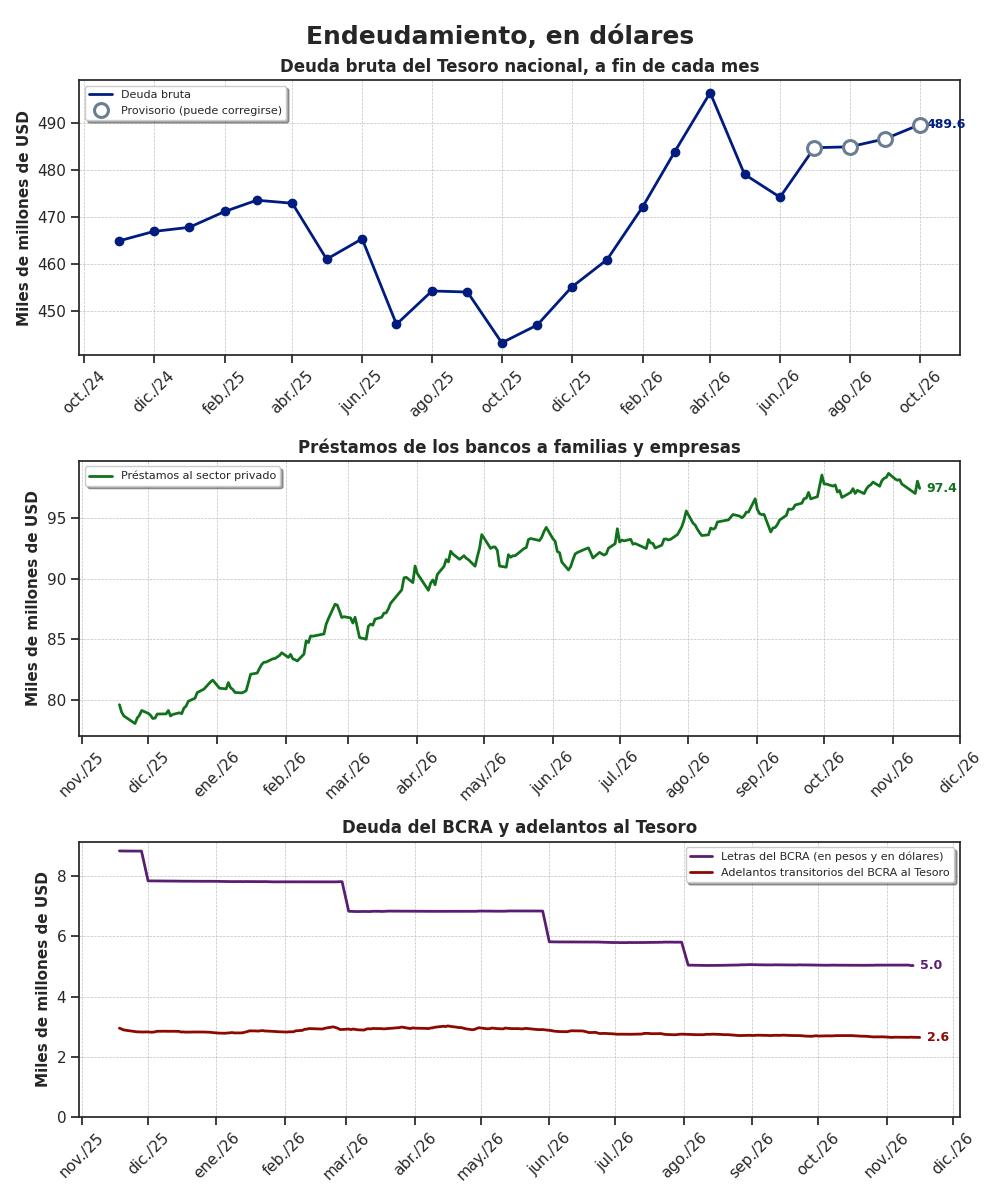 Endeudamiento, en dólares
Deuda bruta del Tesoro nacional, a fin de cada mes
Deuda bruta
Provisorio (puede corregirse)
489.6
Miles de millones de USD
490
480
470
460
450
oct./24
dic./24
feb./25
abr./25
jun./25
ago./25
oct./25
dic./25
feb./26
abr./26
jun./26
ago./26
oct./26
Préstamos de los bancos a familias y empresas
Préstamos al sector privado
97.4
Miles de millones de USD
95
90
85
80
nov./25
dic./25
ene./26
feb./26
mar./26
abr./26
may./26
jun./26
jul./26
ago./26
sep./26
oct./26
nov./26
dic./26
Deuda del BCRA y adelantos al Tesoro
Letras del BCRA (en pesos y en dólares)
Adelantos transitorios del BCRA al Tesoro
5.0
2.6
Miles de millones de USD
8
6
4
2
0
nov./25
dic./25
ene./26
feb./26
mar./26
abr./26
may./26
jun./26
jul./26
ago./26
sep./26
oct./26
nov./26
dic./26